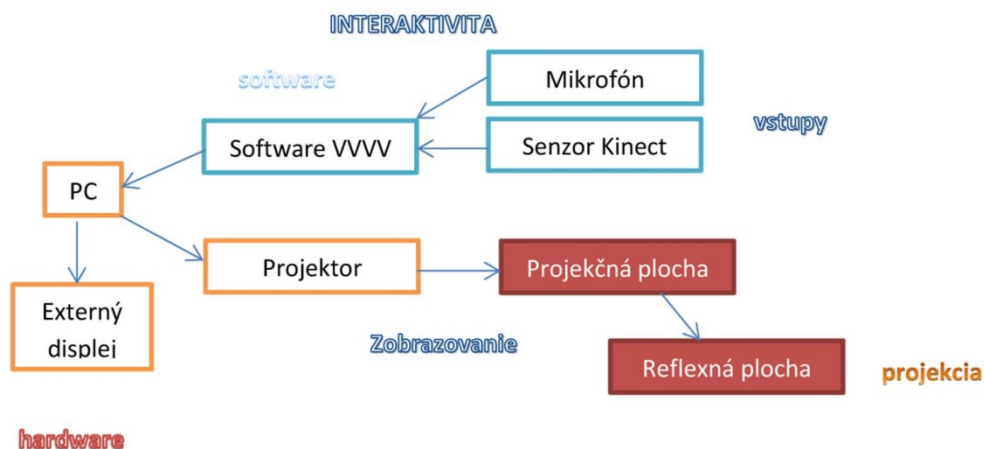 INTERAKTIVITA
software
Mikrofón
vstupy
Software VVVV
Senzor Kinect
PC
Projektor
Projekčná plocha
Externý
displej
Zobrazovanie
Reflexná plocha
projekcia
hardware